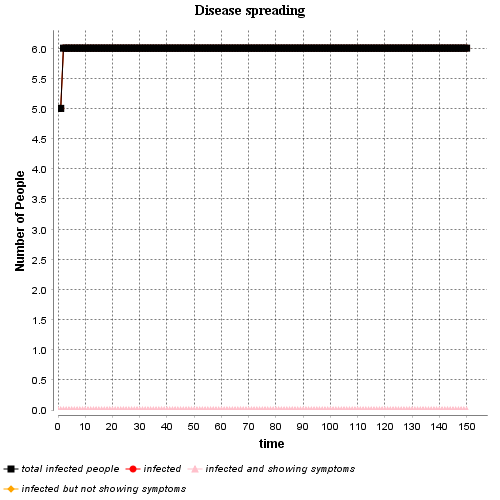 Disease spreading
Number of People
6.0
5.5
5.0
4.5
4.0
3.5
3.0
2.5
2.0
1.5
1.0
0.5
0.0
0 10 20 30 40 50 60 70 80 90 100 110 120 130 140 150
time
total infected people infected infected and showing symptoms
infected but not showing symptoms